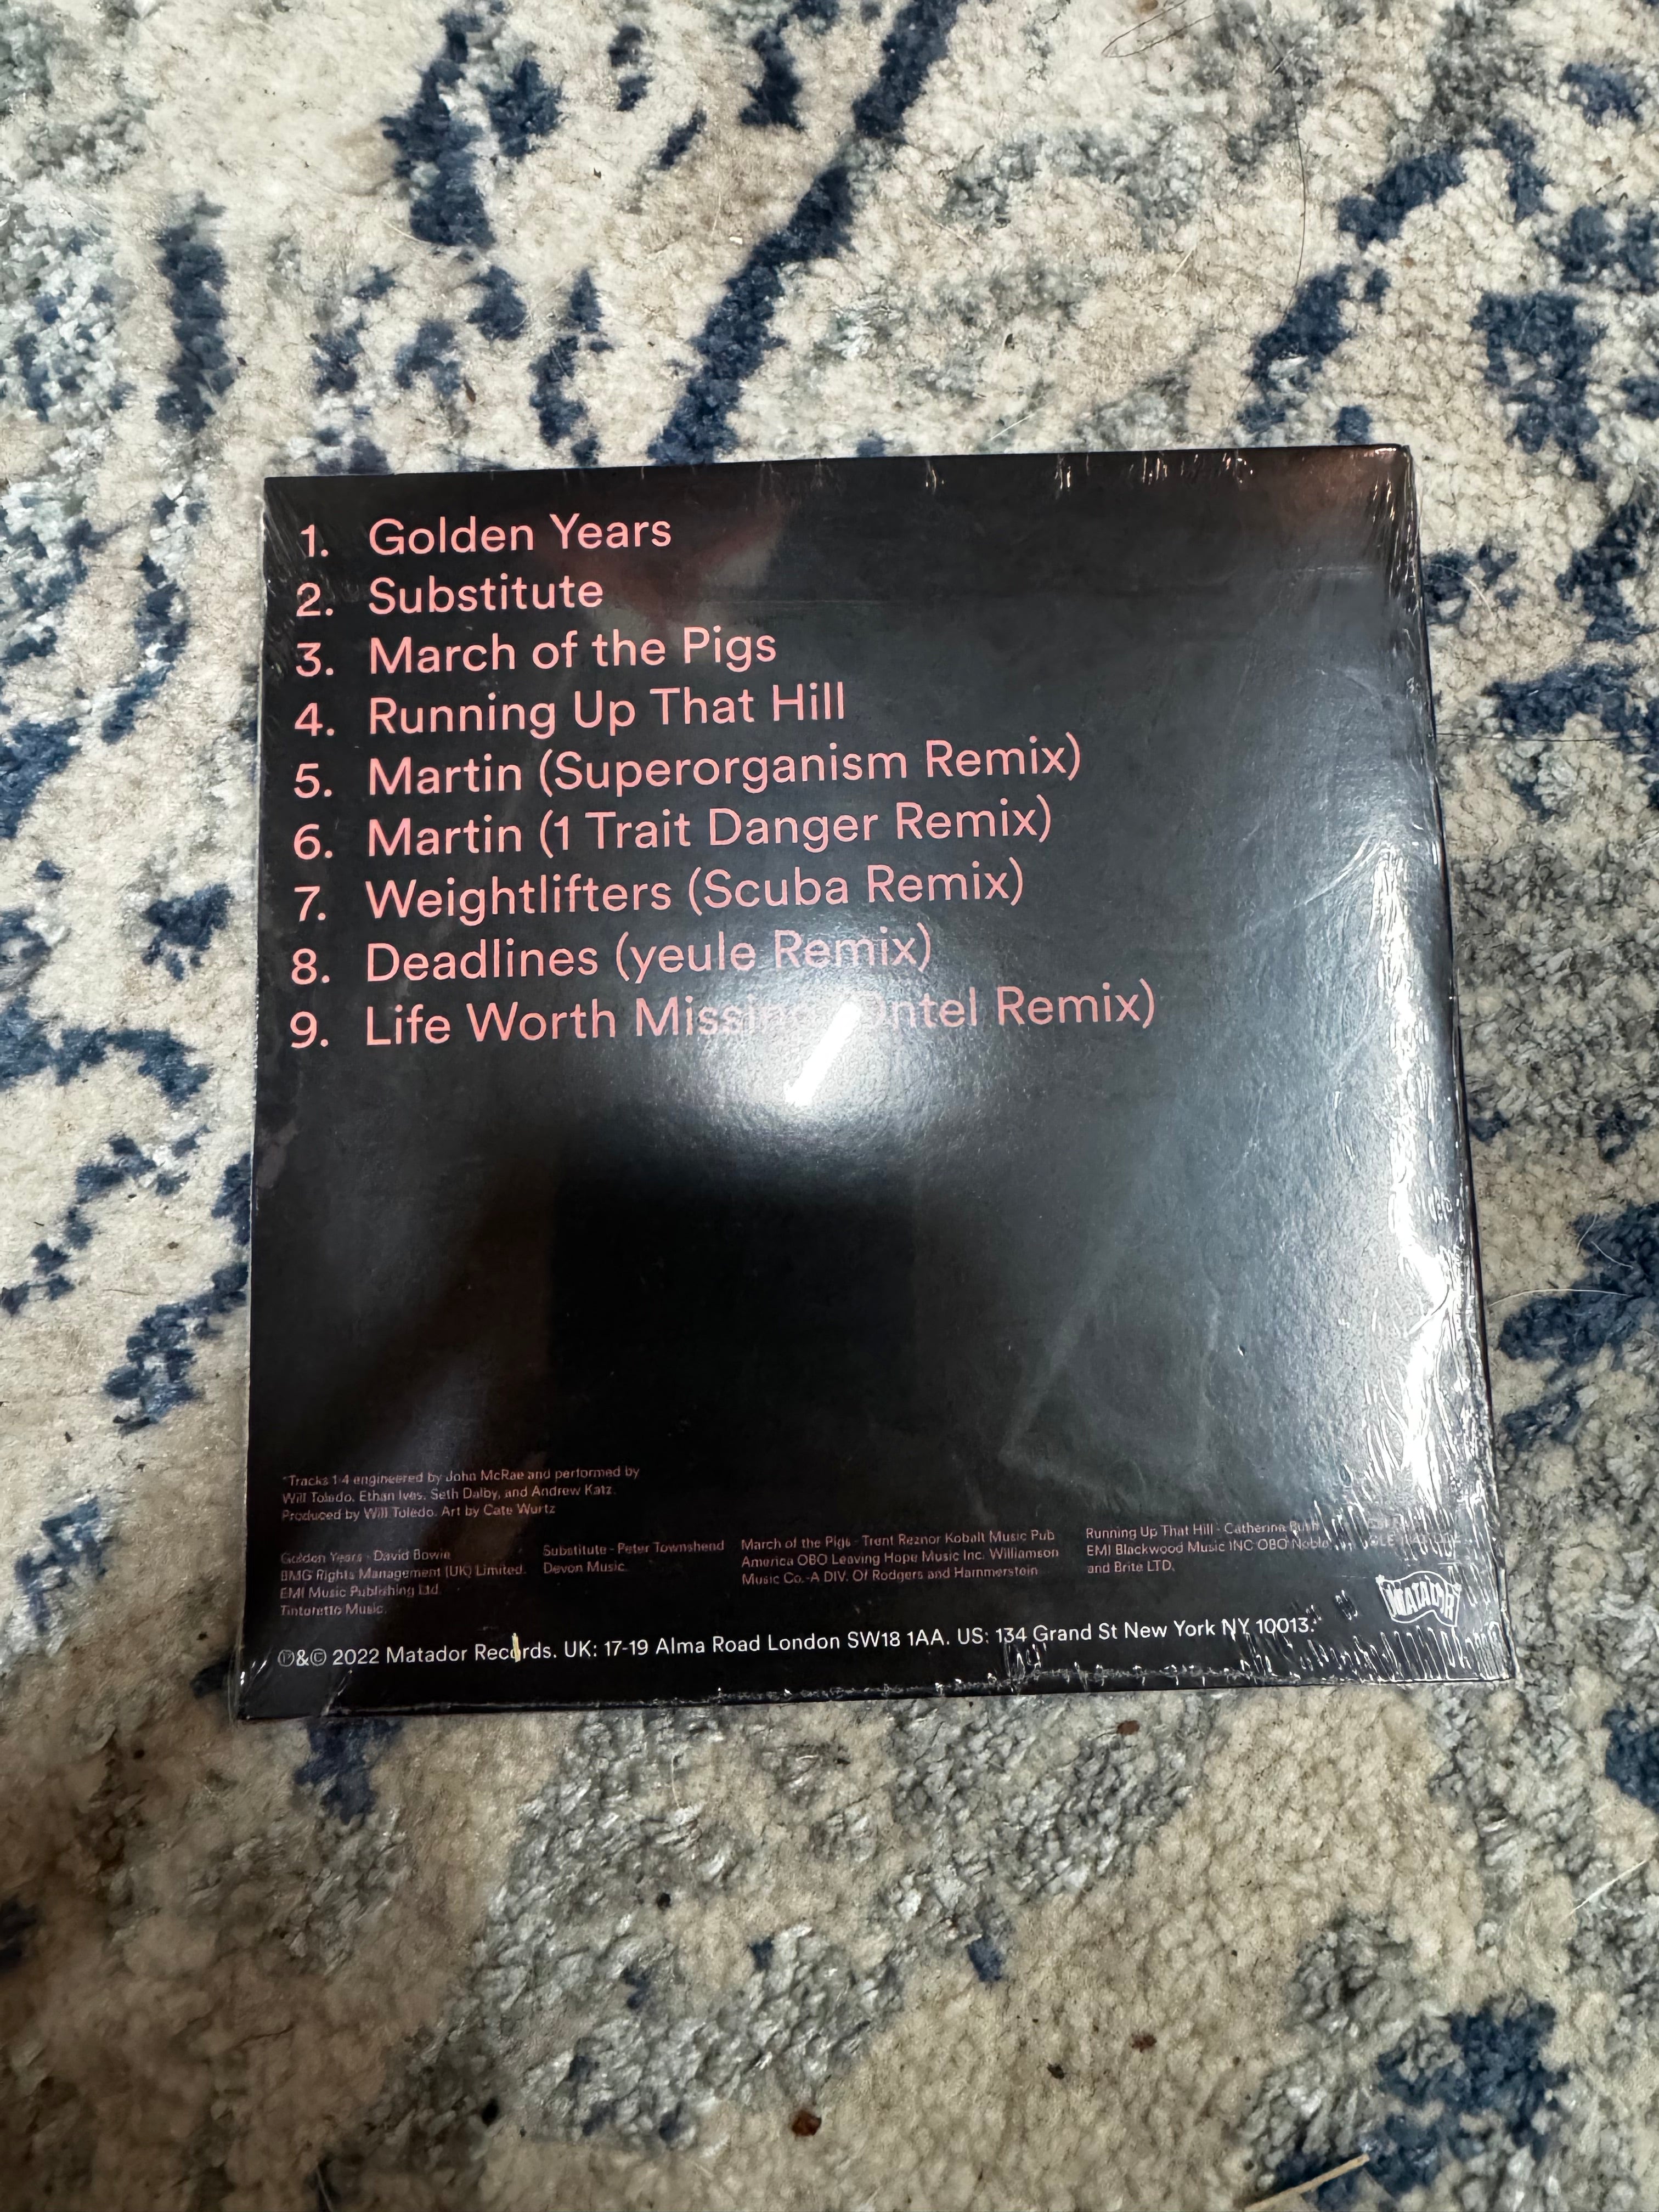 1. Golden Years
2. Substitute
3. March of the Pigs
4. Running Up That Hill
5. Martin (Superorganism Remix)
6. Martin (1 Trait Danger Remix)
7. Weightlifters (Scuba Remix)
8. Deadlines (yeule Remix)
9. Life Worth Missing (Dntel Remix)
*Tracks 1-4 engineered by John McRae and performed by
Will Toledo, Ethan Ives, Seth Dalby, and Andrew Katz.
Produced by Will Toledo. Art by Cate Wurtz
Golden Years - David Bowie
BMG Rights Management (UK) Limited.
EMI Music Publishing Ltd.
Tintoretto Music.
Substitute - Peter Townshend
Devon Music.
March of the Pigs - Trent Reznor Kobalt Music Pub
America OBO Leaving Hope Music Inc. Williamson
Music Co.-A DIV. Of Rodgers and Hammerstein
Running Up That Hill - Catherine Bush
EMI Blackwood Music INC OBO Noble
and Brite LTD.
MATADOR
℗&© 2022 Matador Records. UK: 17-19 Alma Road London SW18 1AA. US: 134 Grand St New York NY 10013.